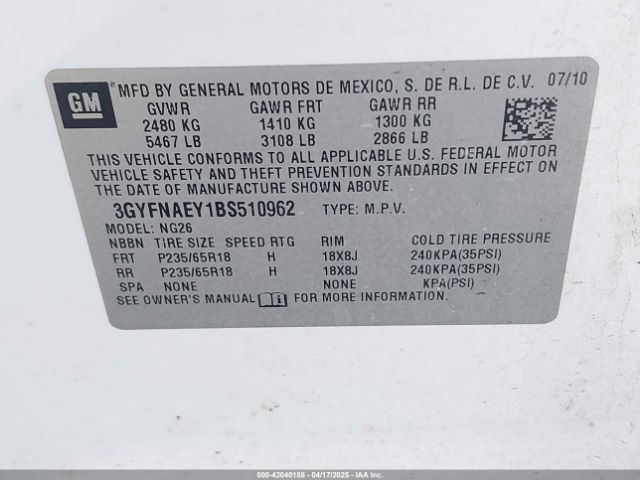 GM ® MFD BY GENERAL MOTORS DE MEXICO, S. DE R.L. DE C.V. 07/10
GVWR GAWR FRT GAWR RR
2480 KG 1410 KG 1300 KG
5467 LB 3108 LB 2866 LB
THIS VEHICLE CONFORMS TO ALL APPLICABLE U.S. FEDERAL MOTOR
VEHICLE SAFETY AND THEFT PREVENTION STANDARDS IN EFFECT ON
THE DATE OF MANUFACTURE SHOWN ABOVE.
3GYFNAEY1BS510962 TYPE: M.P.V.
MODEL: NG26
NBBN TIRE SIZE SPEED RTG RIM COLD TIRE PRESSURE
FRT P235/65R18 H 18X8J 240KPA(35PSI)
RR P235/65R18 H 18X8J 240KPA(35PSI)
SPA NONE NONE KPA(PSI)
SEE OWNER'S MANUAL FOR MORE INFORMATION.
000-42040188 - 04/17/2025 - IAAI.COM